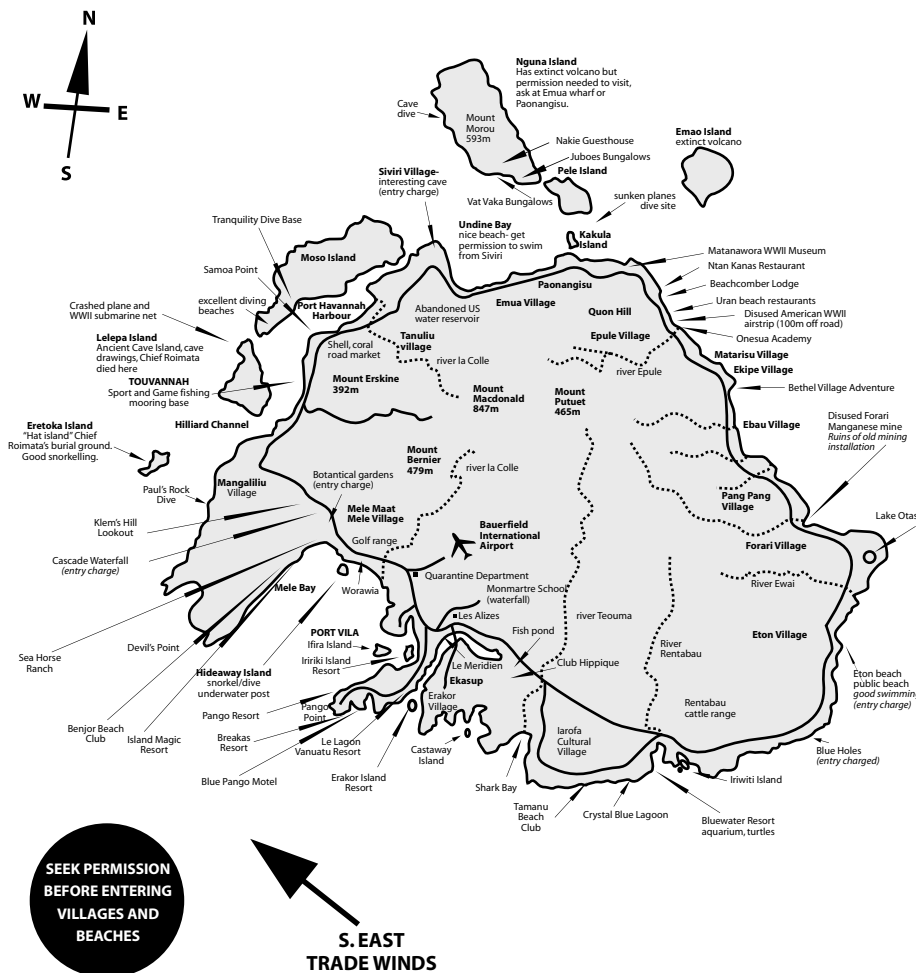 N
W
E
S
Nguna Island
Has extinct volcano but
permission needed to visit,
ask at Emua wharf or
Paonangisu.
Cave
dive
Mount
Morou
593m
Nakie Guesthouse
Juboes Bungalows
Emao Island
extinct volcano
Siviri Village-
interesting cave
(entry charge)
Pele Island
Vat Vaka Bungalows
sunken planes
dive site
Tranquility Dive Base
Undine Bay
nice beach- get
permission to swim
from Siviri
Kakula
Island
Moso Island
Samoa Point
Matanawora WWII Museum
Ntan Kanas Restaurant
Beachcomber Lodge
Uran beach restaurants
Disused American WWII
airstrip (100m off road)
Onesua Academy
Paonangisu
Emua Village
Quon Hill
excellent diving
beaches
Port Havannah
Harbour
Abandoned US
water reservoir
Crashed plane and
WWII submarine net
Lelepa Island
Ancient Cave Island, cave
drawings, Chief Roimata
died here
Shell, coral
road market
Tanuliu
village
river la Colle
Epule Village
river Epule
Matarisu Village
Ekipe Village
Bethel Village Adventure
TOUVANNAH
Sport and Game fishing
mooring base
Mount Erskine
392m
Mount
Macdonald
847m
Mount
Putuet
465m
Hilliard Channel
Ebau Village
Disused Forari
Manganese mine
Ruins of old mining
installation
Eretoka Island
"Hat island" Chief
Roimata's burial ground.
Good snorkelling.
Mount
Bernier
479m
river la Colle
Botanical gardens
(entry charge)
Mangaliliu
Village
Paul's Rock
Dive
Pang Pang
Village
Klem's Hill
Lookout
Mele Maat
Mele Village
Bauerfield
International
Airport
Lake Otas
Golf range
Forari Village
Cascade Waterfall
(entry charge)
Quarantine Department
Mele Bay
Worawia
Monmartre School
(waterfall)
River Ewai
Les Alizes
river Teouma
Sea Horse
Ranch
Devil's Point
PORT VILA
Ifira Island
Fish pond
Eton Village
River
Rentabau
Iririki Island
Resort
Le Meridien
Club Hippique
Hideaway Island
snorkel/dive
underwater post
Ekasup
Eton beach
public beach
good swimming
(entry charge)
Erakor
Village
Pango Resort
Pango
Point
Rentabau
cattle range
Benjor Beach
Club
Island Magic
Resort
Breakas
Resort
Le Lagon
Vanuatu Resort
Iarofa
Cultural
Village
Castaway
Island
Blue Holes
(entry charged)
Blue Pango Motel
Erakor Island
Resort
Shark Bay
Iriwiti Island
Tamanu
Beach
Club
Crystal Blue Lagoon
Bluewater Resort
aquarium, turtles
SEEK PERMISSION
BEFORE ENTERING
VILLAGES AND
BEACHES
S. EAST
TRADE WINDS